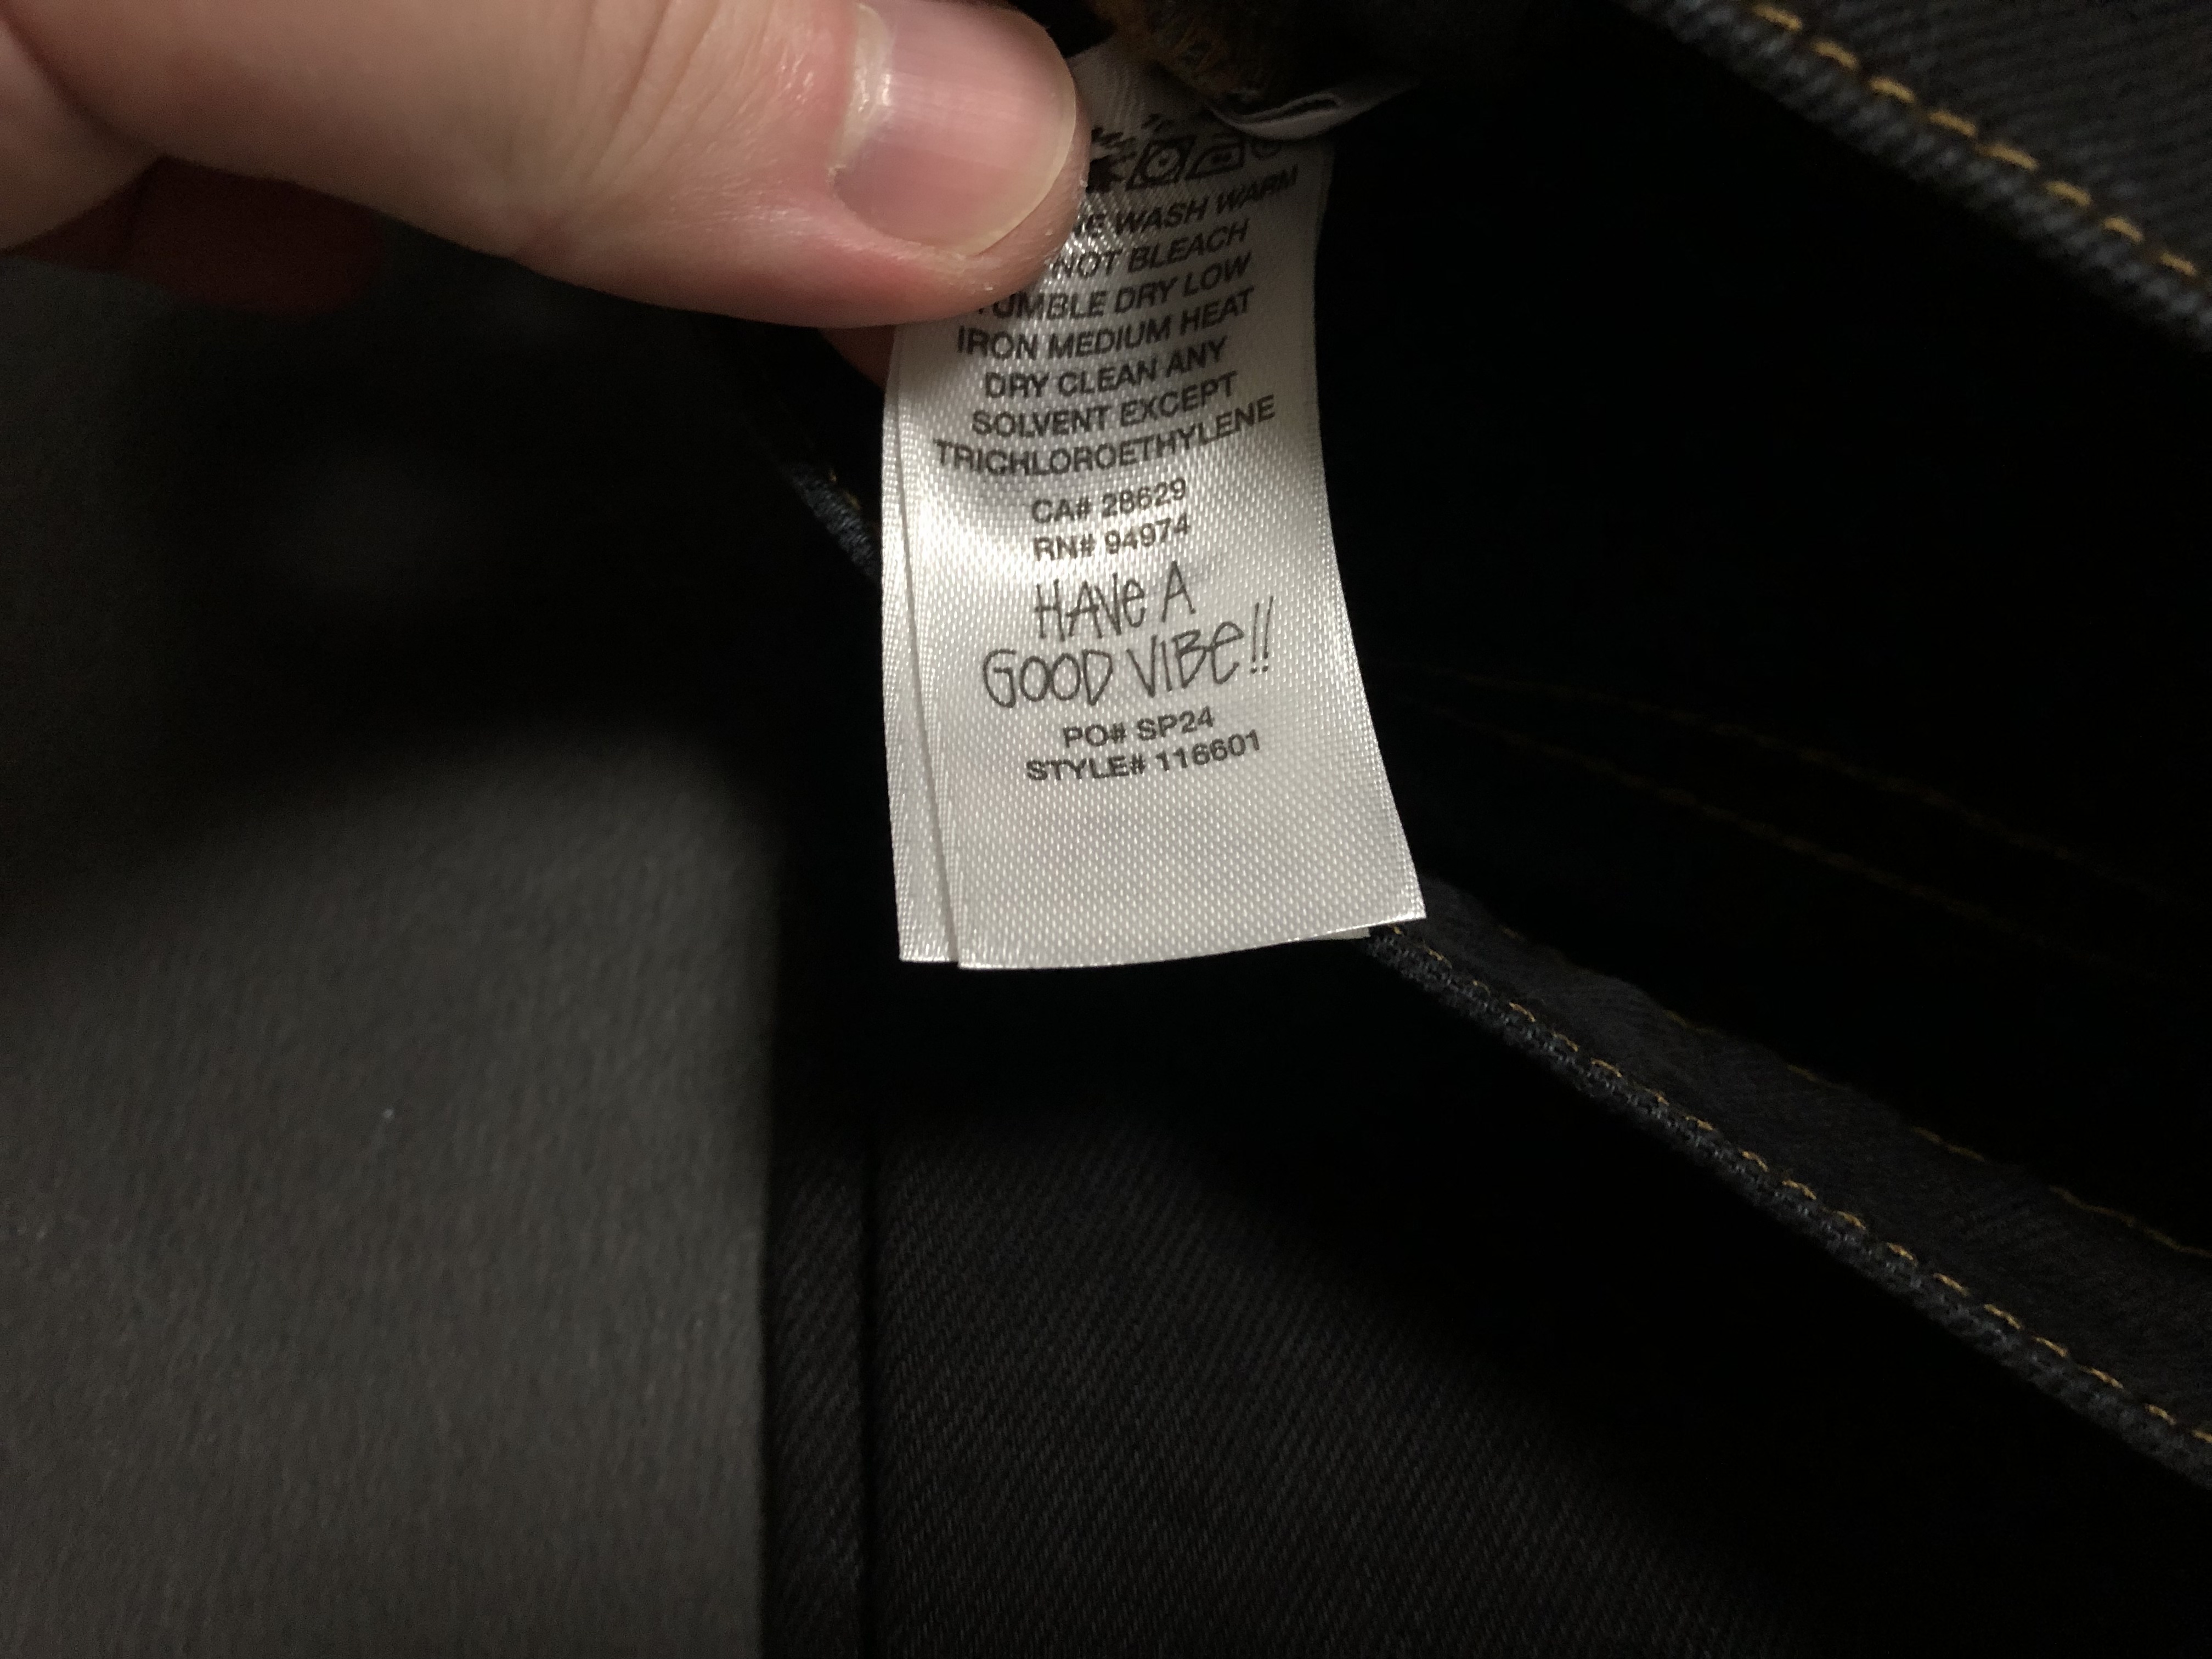 WASH WARM
NOT BLEACH
TUMBLE DRY LOW
IRON MEDIUM HEAT
DRY CLEAN ANY
SOLVENT EXCEPT
TRICHLOROETHYLENE
CA# 28629
RN# 94974
HAVE A
GOOD VIBE!!
PO# SP24
STYLE# 116601